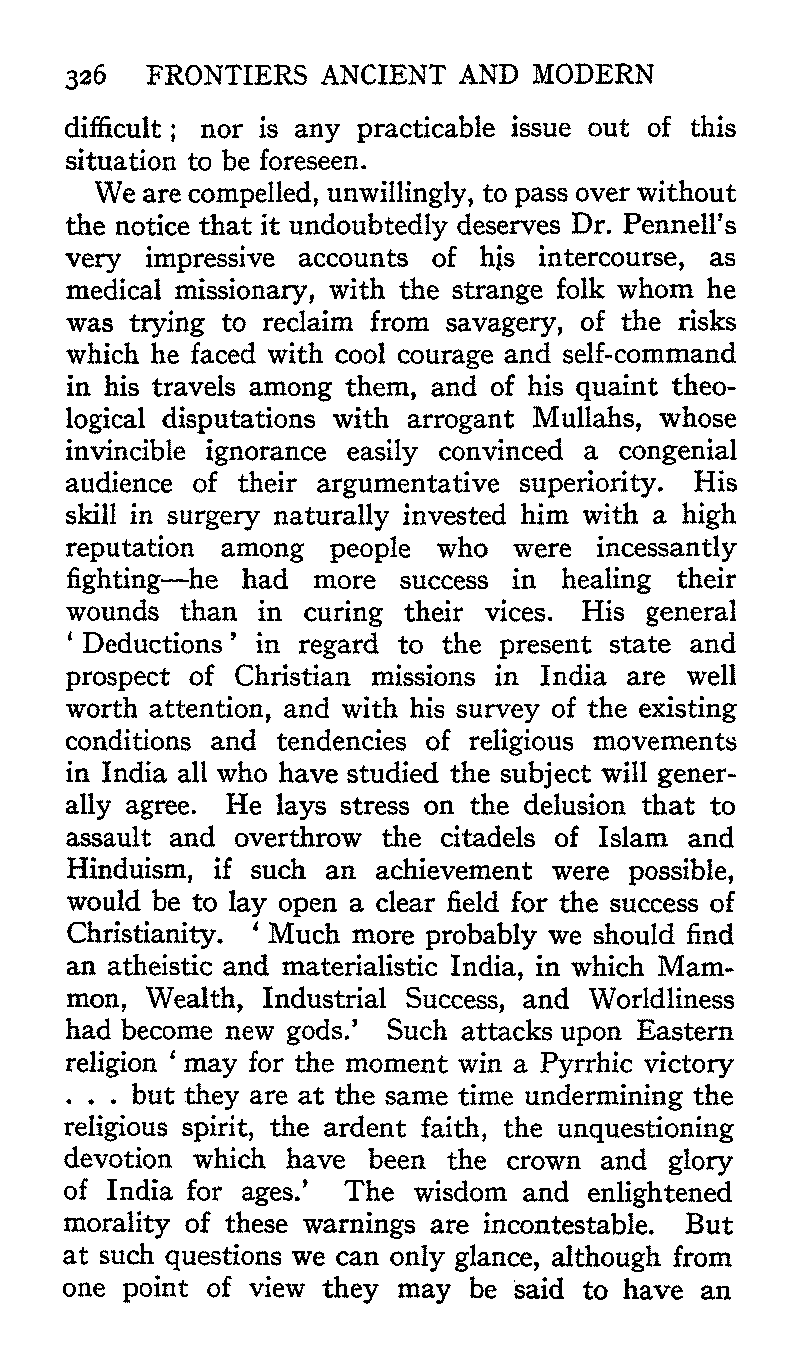 326 FRONTIERS ANCIENT AND MODERN
difficult ; nor is any practicable issue out of this
situation to be foreseen.
We are compelled, unwillingly, to pass over without
the notice that it undoubtedly deserves Dr. Pennell's
very impressive accounts of his intercourse, as
medical missionary, with the strange folk whom he
was trying to reclaim from savagery, of the risks
which he faced with cool courage and self-command
in his travels among them, and of his quaint theo-
logical disputations with arrogant Mullahs, whose
invincible ignorance easily convinced a congenial
audience of their argumentative superiority. His
skill in surgery naturally invested him with a high
reputation among people who were incessantly
fighting—he had more success in healing their
wounds than in curing their vices. His general
‘ Deductions ’ in regard to the present state and
prospect of Christian missions in India are well
worth attention, and with his survey of the existing
conditions and tendencies of religious movements
in India all who have studied the subject will gener-
ally agree. He lays stress on the delusion that to
assault and overthrow the citadels of Islam and
Hinduism, if such an achievement were possible,
would be to lay open a clear field for the success of
Christianity. ‘ Much more probably we should find
an atheistic and materialistic India, in which Mam-
mon, Wealth, Industrial Success, and Worldliness
had become new gods.’ Such attacks upon Eastern
religion ‘ may for the moment win a Pyrrhic victory
. . . but they are at the same time undermining the
religious spirit, the ardent faith, the unquestioning
devotion which have been the crown and glory
of India for ages.’ The wisdom and enlightened
morality of these warnings are incontestable. But
at such questions we can only glance, although from
one point of view they may be said to have an